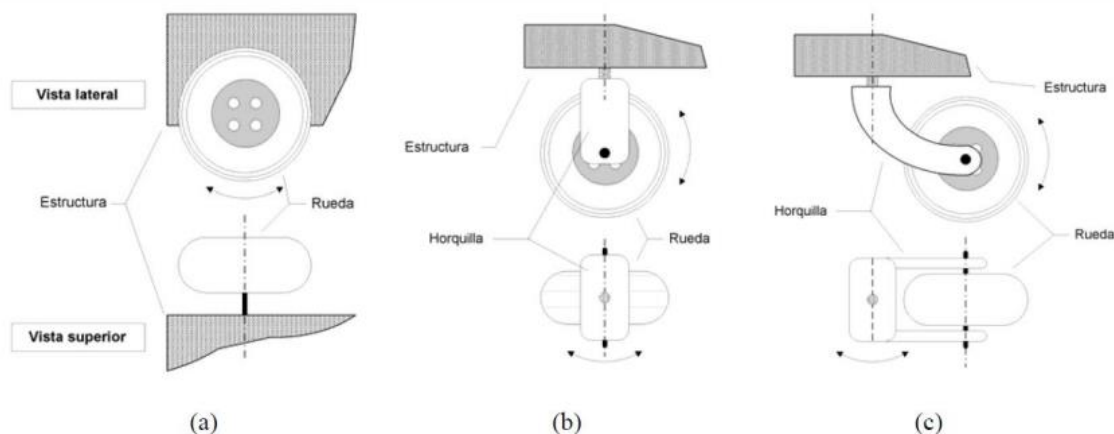 Vista lateral
Estructura
Rueda
Vista superior
(a)
Estructura
Horquilla
Rueda
(b)
Estructura
Horquilla
Rueda
(c)